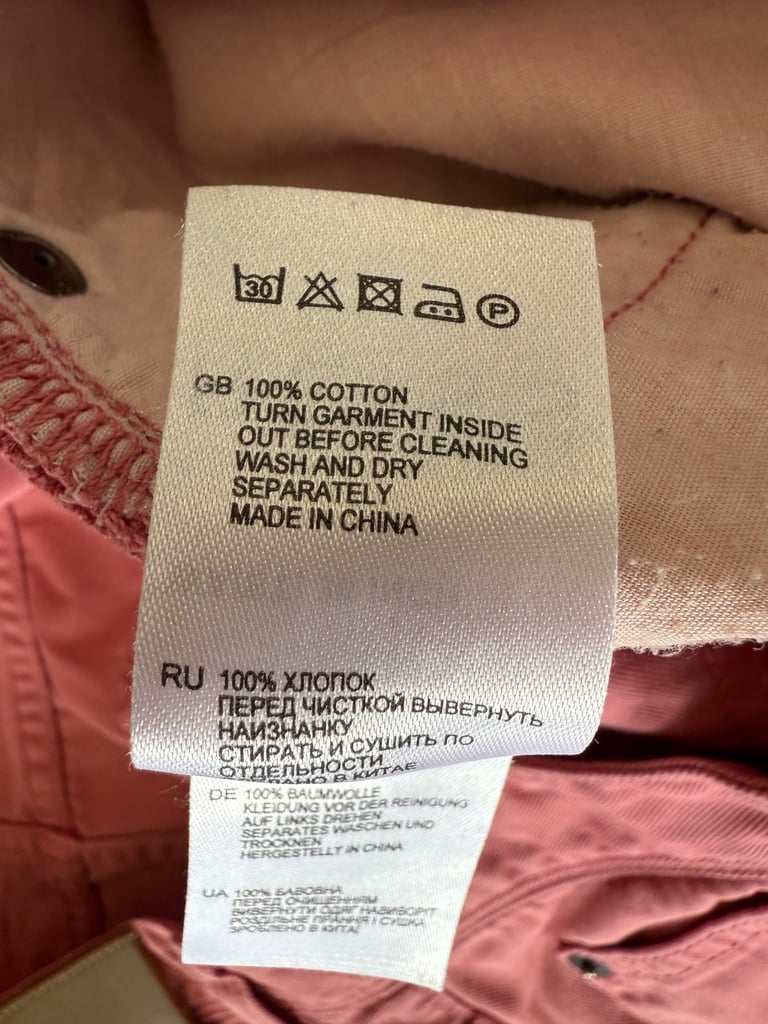 30
P
GB 100% COTTON
TURN GARMENT INSIDE
OUT BEFORE CLEANING
WASH AND DRY
SEPARATELY
MADE IN CHINA
RU 100% ХЛОПОК
ПЕРЕД ЧИСТКОЙ ВЫВЕРНУТЬ
НАИЗНАНКУ
СТИРАТЬ И СУШИТЬ ПО
ОТДЕЛЬНОСТИ
В КИТАЕ
DE 100% BAUMWOLLE
KLEIDUNG VOR DER REINIGUNG
AUF LINKS DREHEN
SEPARATES WASCHEN UND
TROCKNEN
HERGESTELLT IN CHINA
UA 100% БАВОВНА
ПЕРЕД ОЧИЩЕННЯМ
ВИВЕРНУТИ ОДЯГ НАВИВОРІТ
РОЗДІЛЬНЕ ПРАННЯ І СУШКА
ЗРОБЛЕНО В КИТАЇ